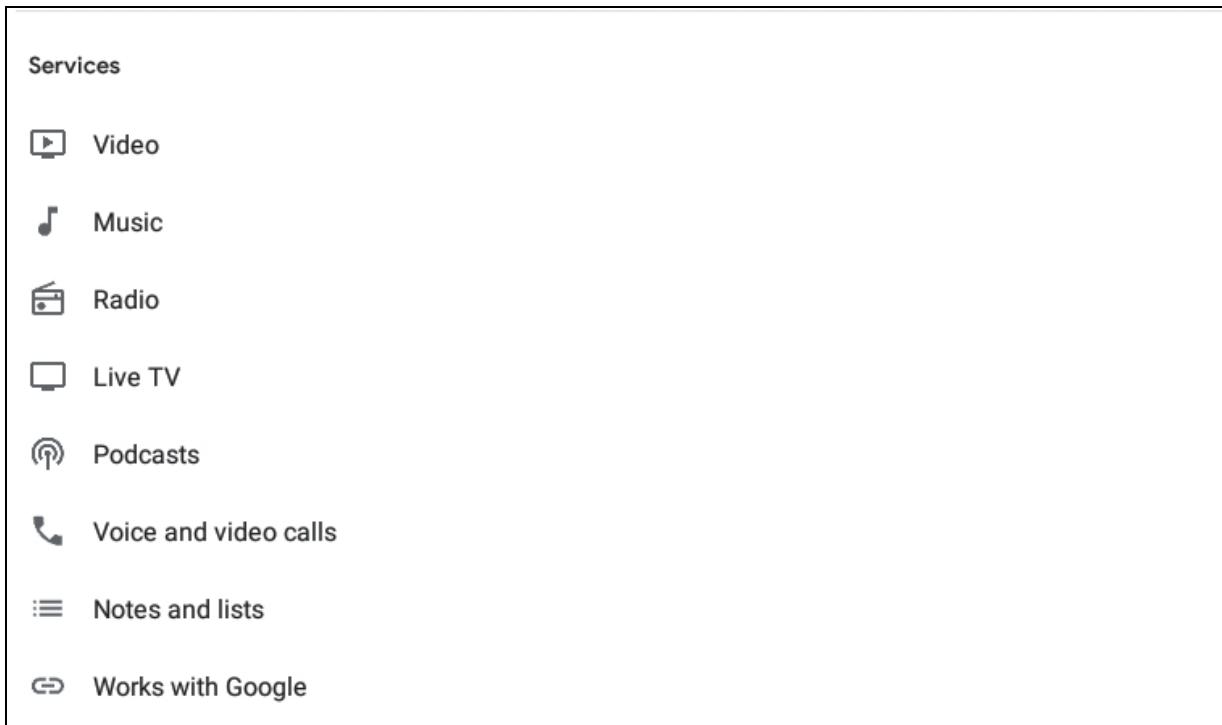 Services
Video
Music
Radio
Live TV
Podcasts
Voice and video calls
Notes and lists
Works with Google